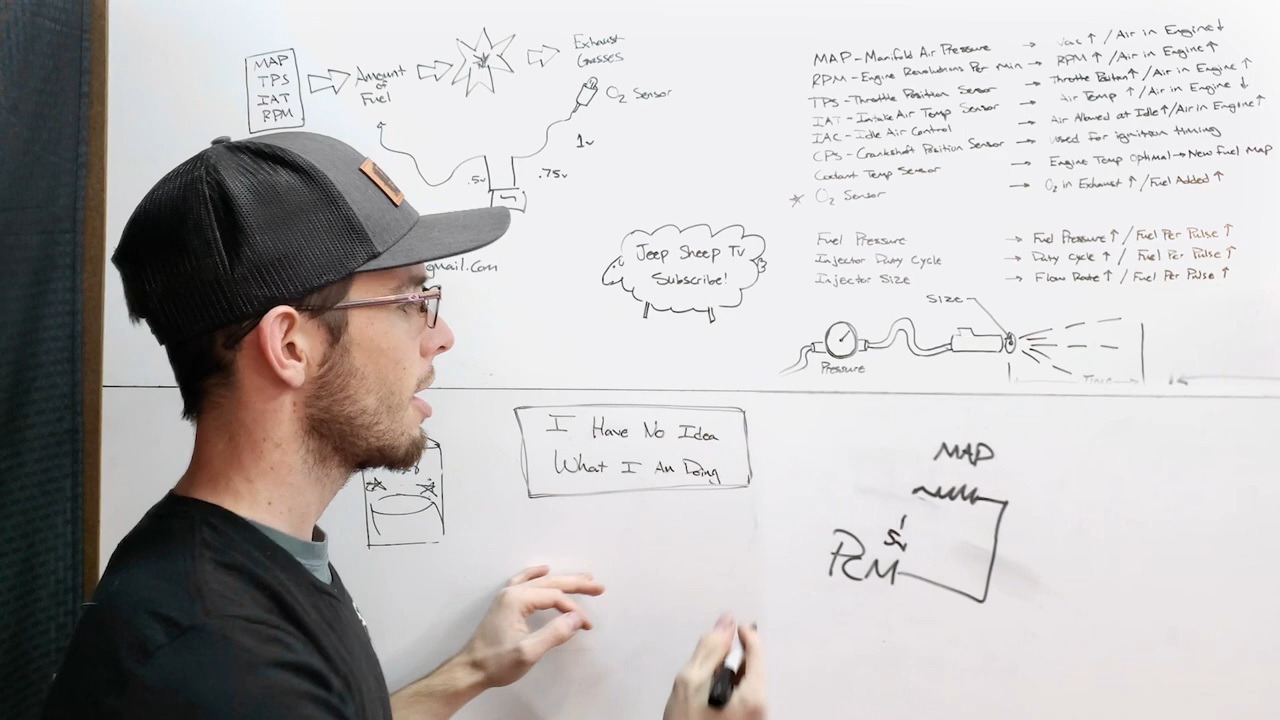 MAP
TPS
IAT
RPM
Amount
of
Fuel
Exhaust
Gasses
O2 Sensor
1v
.5v
.75v
gmail.com
Jeep Sheep TV
Subscribe!
MAP - Manifold Air Pressure → Vac ↑ / Air in Engine ↓
RPM - Engine Revolutions Per Min → RPM ↑ / Air in Engine ↑
TPS - Throttle Position Sensor → Throttle Position ↑ / Air in Engine ↑
IAT - Intake Air Temp Sensor → Air Temp ↑ / Air in Engine ↓
IAC - Idle Air Control → Air Allowed at Idle ↑ / Air in Engine ↑
CPS - Crankshaft Position Sensor → Used for ignition timing
Coolant Temp Sensor → Engine Temp Optimal → New Fuel Map
* O2 Sensor → O2 in Exhaust ↑ / Fuel Added ↑
Fuel Pressure → Fuel Pressure ↑ / Fuel Per Pulse ↑
Injector Duty Cycle → Duty Cycle ↑ / Fuel Per Pulse ↑
Injector Size → Flow Rate ↑ / Fuel Per Pulse ↑
Size
Pressure
Time
I Have No Idea
What I Am Doing
MAP
5v
PCM